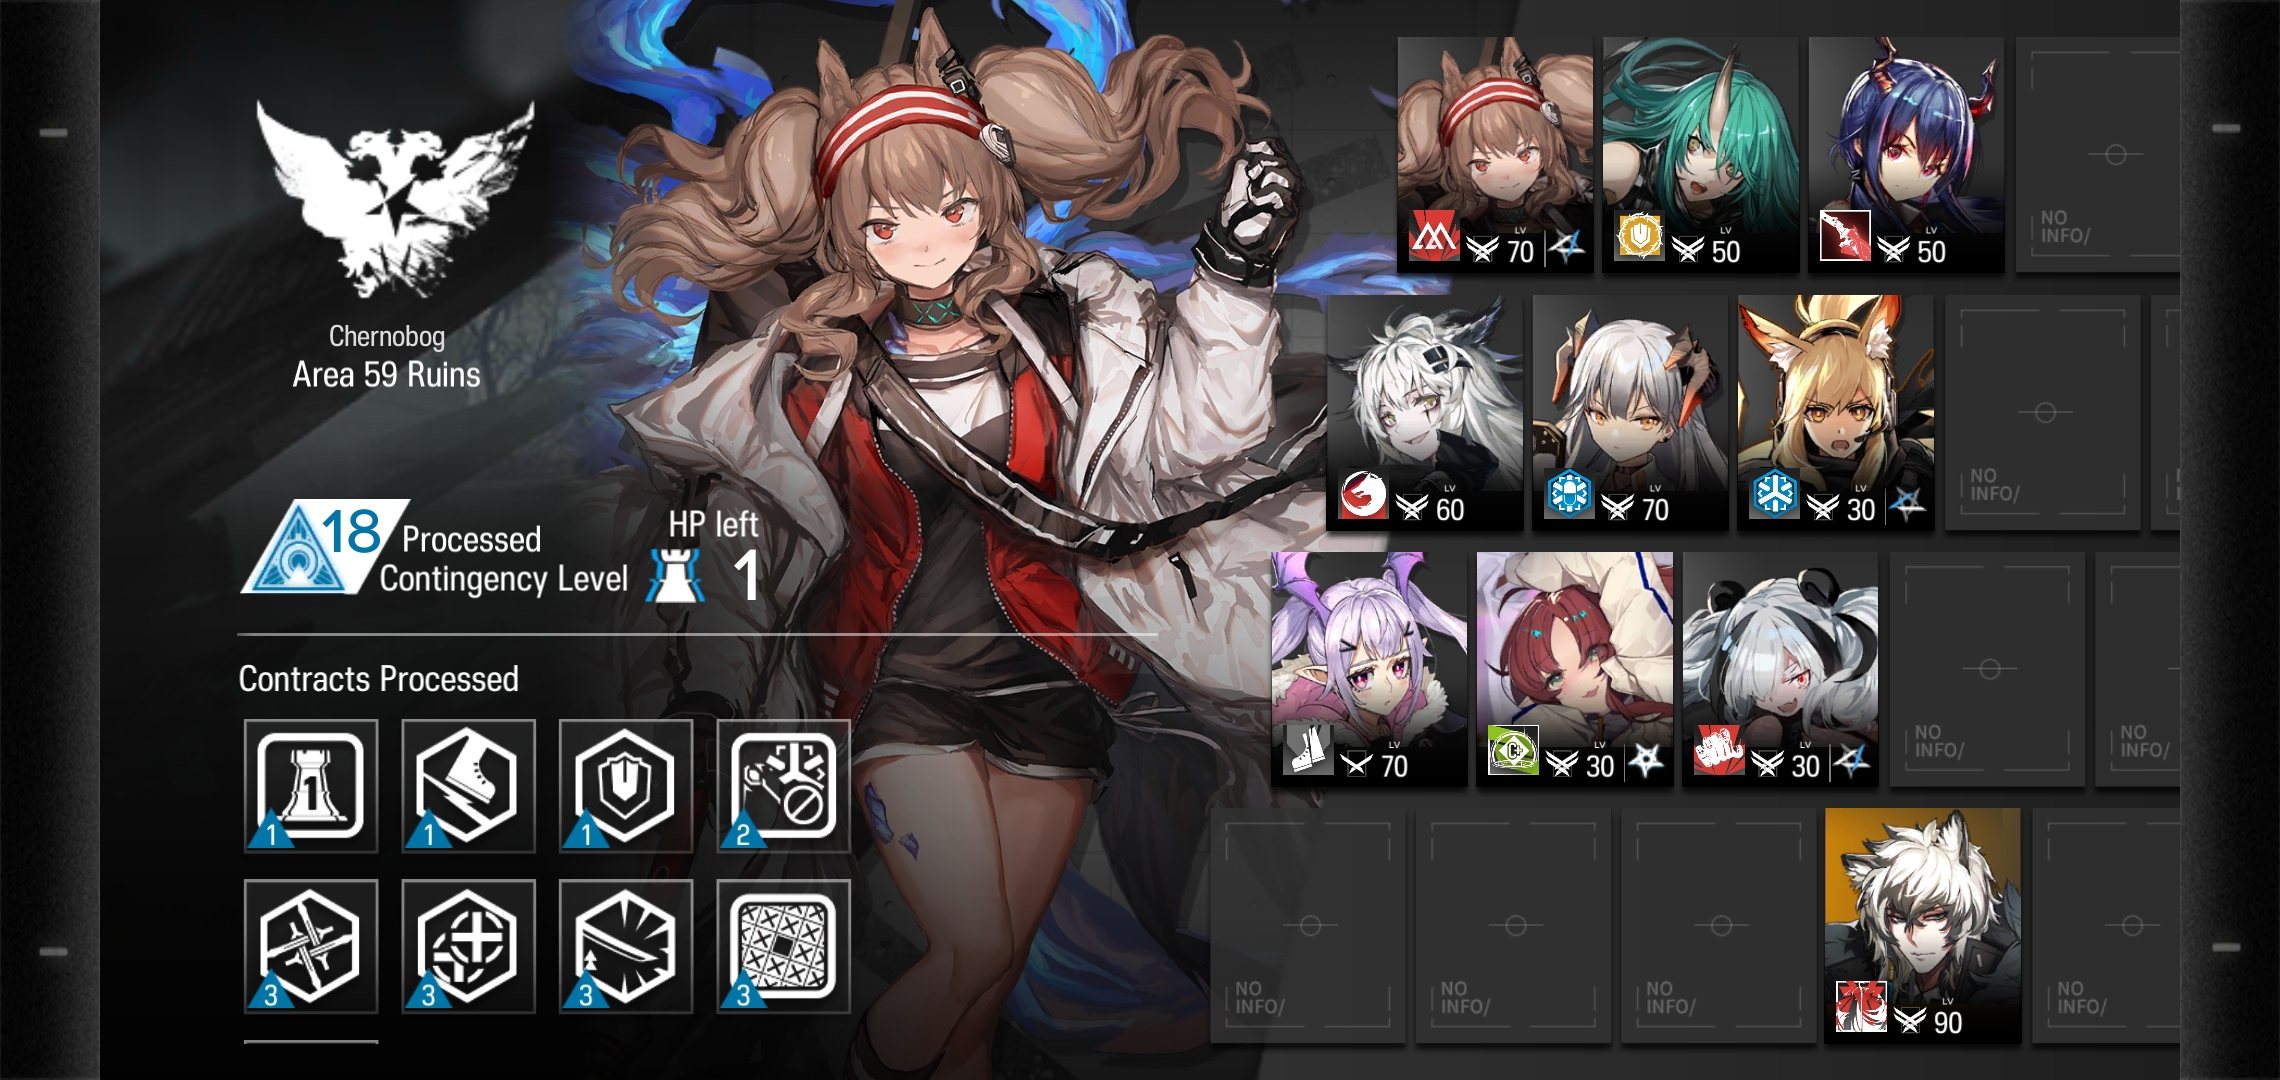 Chernobog
Area 59 Ruins
18
Processed
Contingency Level
HP left
1
Contracts Processed
1
1
1
1
2
3
3
3
3
LV
70
LV
50
LV
50
NO
INFO/
LV
60
LV
70
LV
30
NO
INFO/
NO
INFO/
LV
70
C+
LV
30
LV
30
NO
INFO/
NO
INFO/
NO
INFO/
NO
INFO/
NO
INFO/
LV
90
NO
INFO/